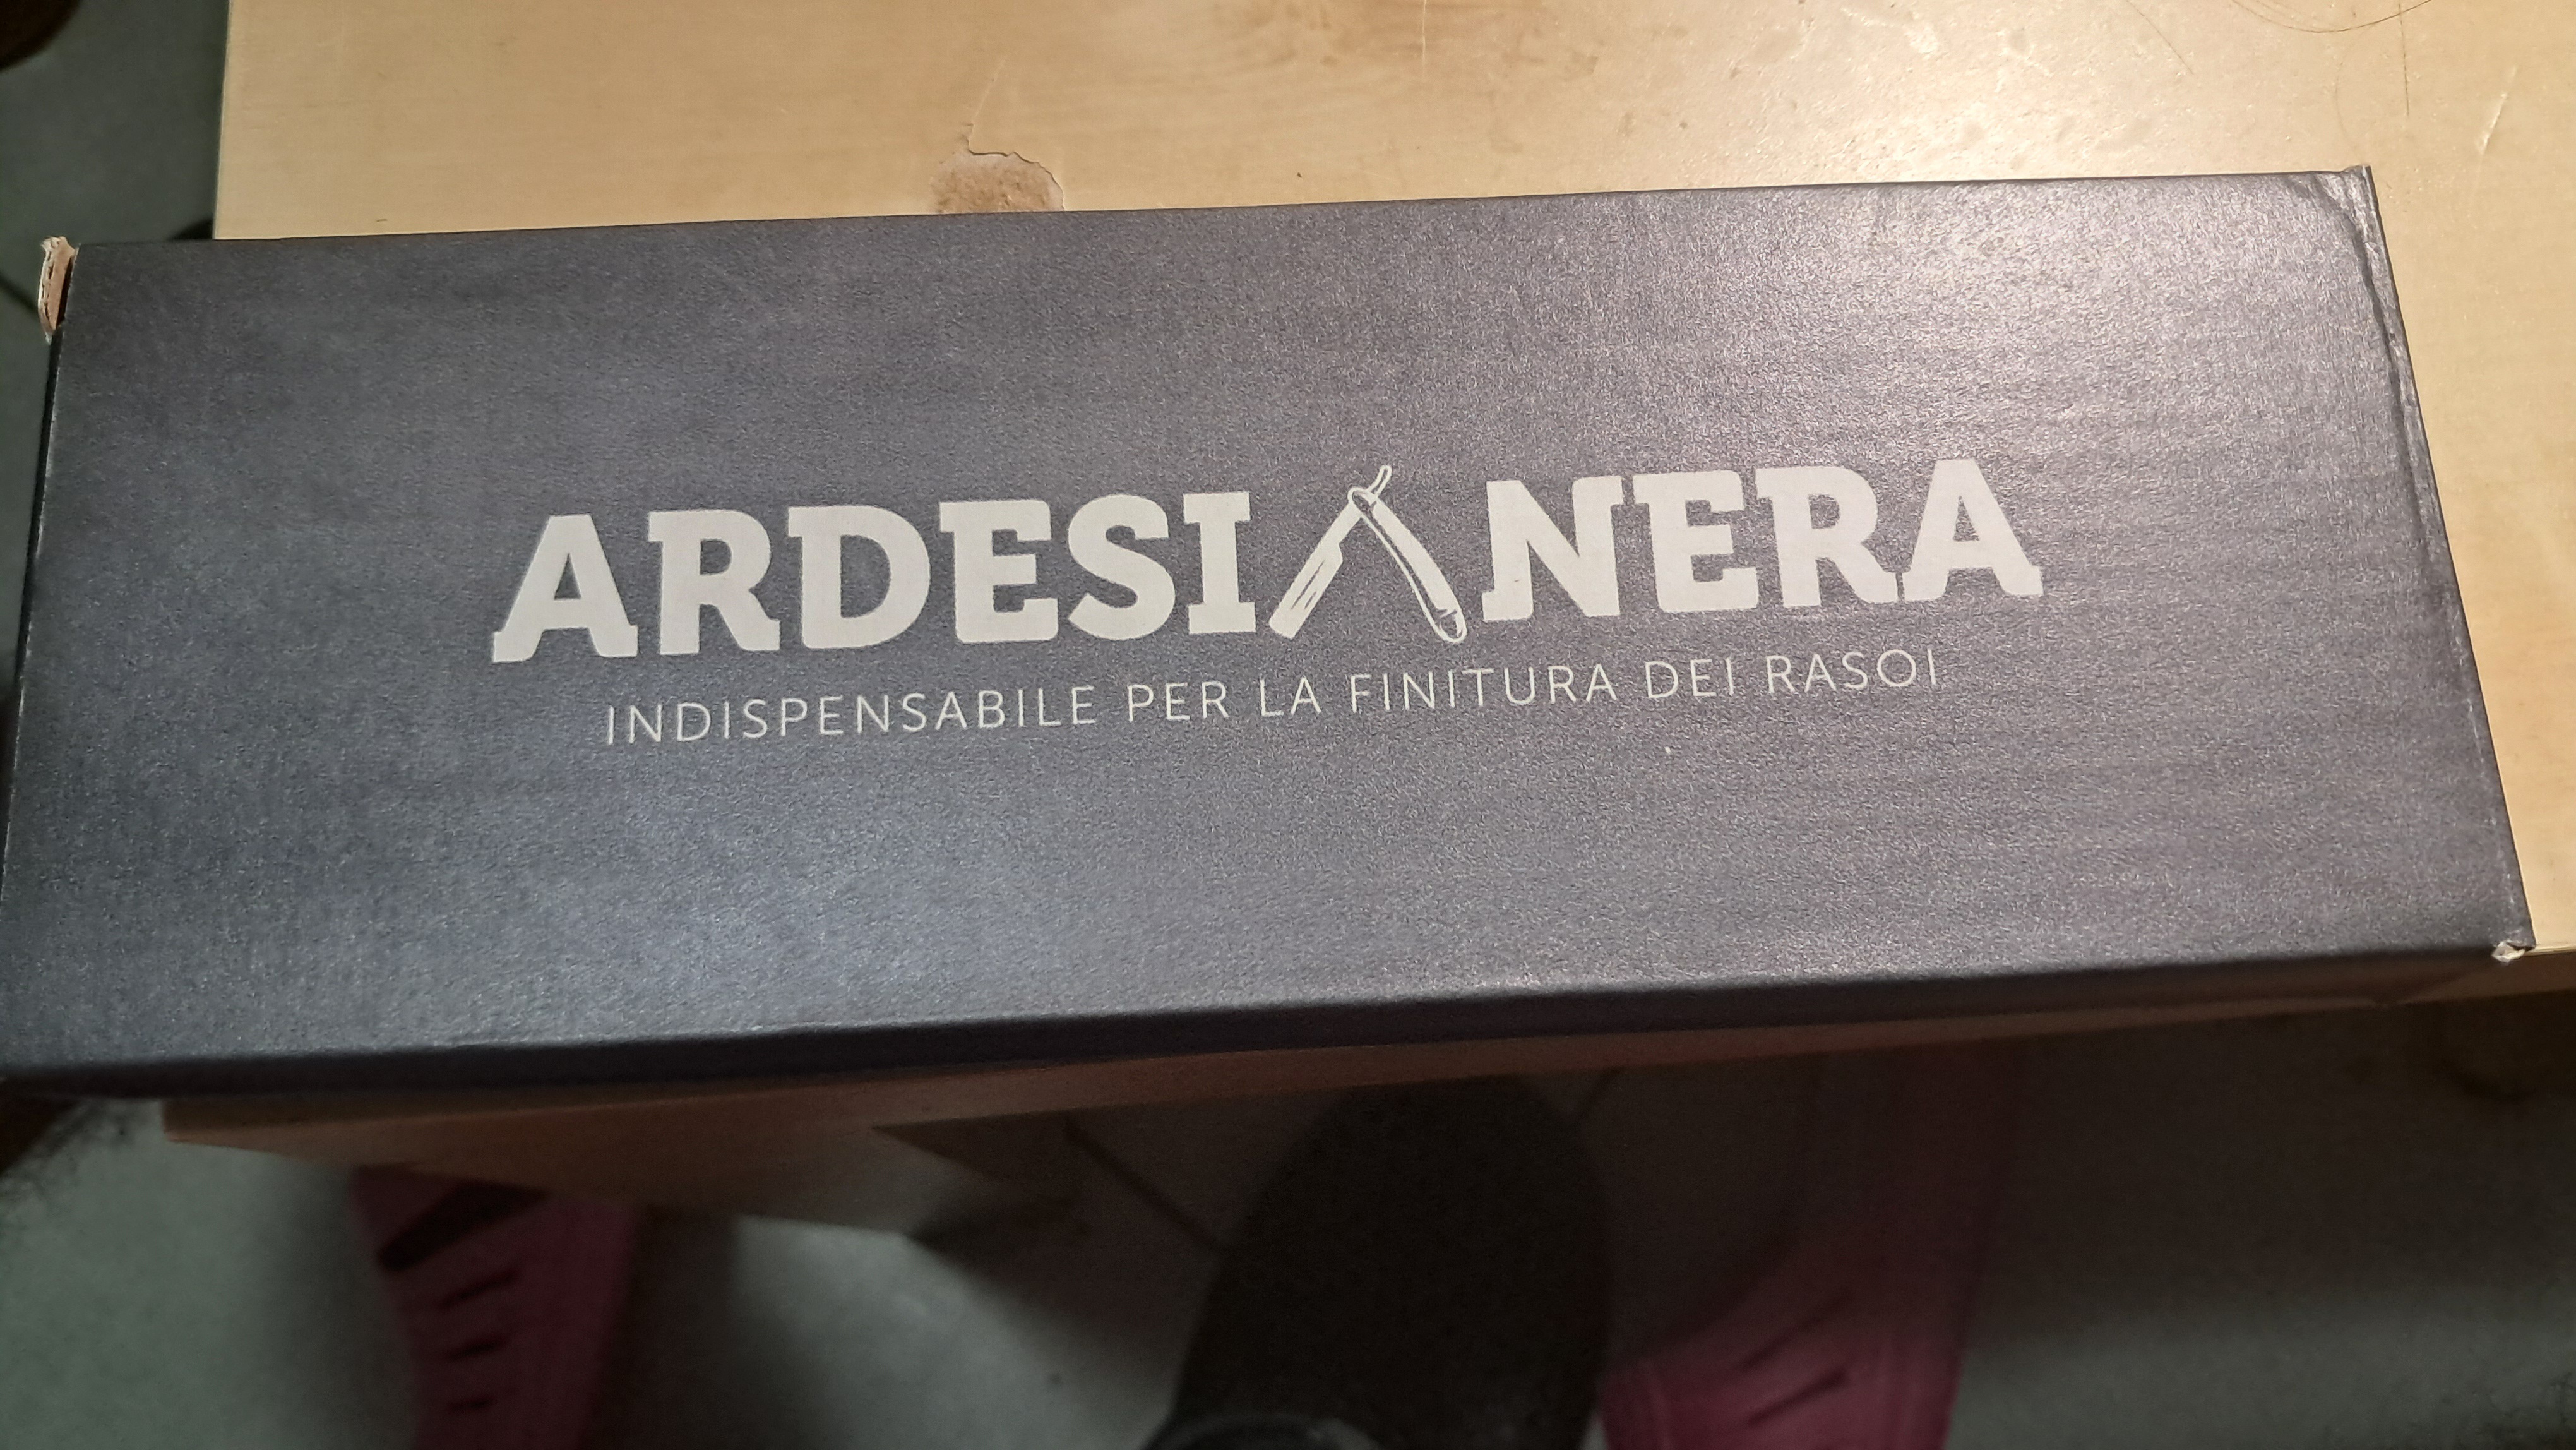 ARDESIANERA
INDISPENSABILE PER LA FINITURA DEI RASOI